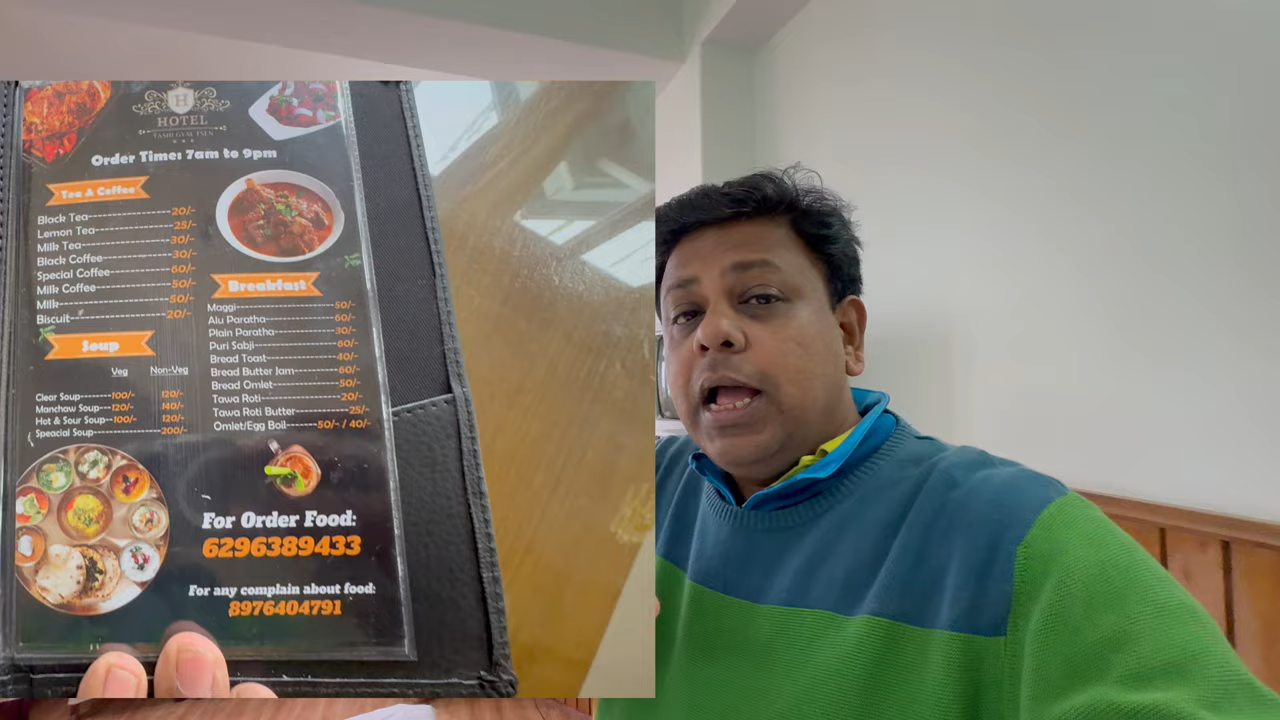 H
HOTEL
TASHI GYAL TSEN
Order Time: 7am to 9pm
Tea & Coffee
Black Tea 20/-
Lemon Tea 25/-
Milk Tea 30/-
Black Coffee 30/-
Special Coffee 60/-
Milk Coffee 50/-
Milk 50/-
Biscuit 20/-
Soup
Veg Non-Veg
Clear Soup 100/- 120/-
Manchaw Soup 120/- 140/-
Hot & Sour Soup 100/- 120/-
Speacial Soup 200/-
Breakfast
Maggi 50/-
Alu Paratha 60/-
Plain Paratha 30/-
Puri Sabji 60/-
Bread Toast 40/-
Bread Butter Jam 60/-
Bread Omlet 50/-
Tawa Roti 20/-
Tawa Roti Butter 25/-
Omlet/Egg Boil 50/- / 40/-
For Order Food:
6296389433
For any complain about food:
8976404791